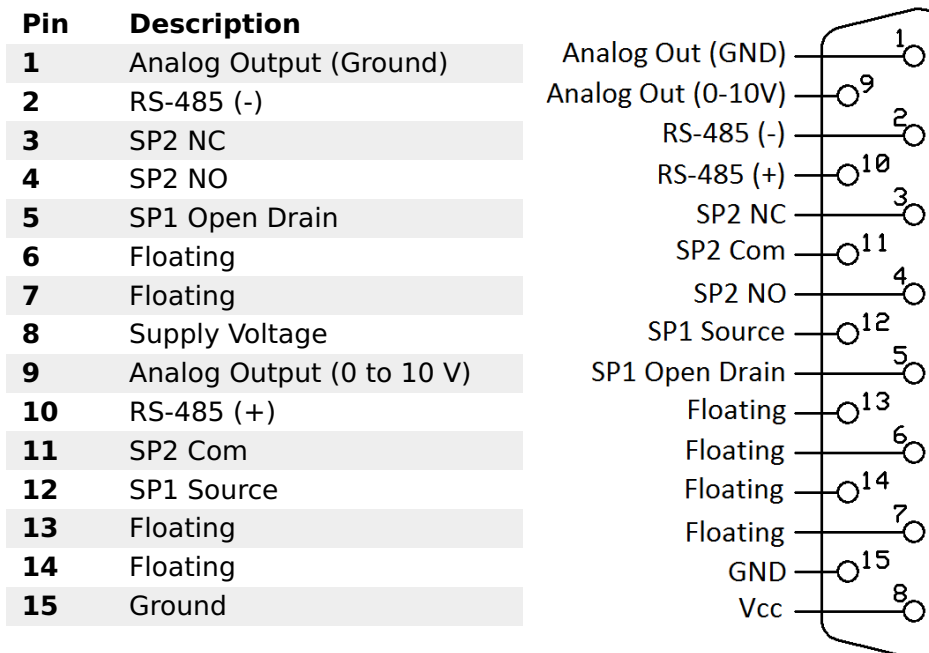 Pin Description
1 Analog Output (Ground)
2 RS-485 (-)
3 SP2 NC
4 SP2 NO
5 SP1 Open Drain
6 Floating
7 Floating
8 Supply Voltage
9 Analog Output (0 to 10 V)
10 RS-485 (+)
11 SP2 Com
12 SP1 Source
13 Floating
14 Floating
15 Ground
Analog Out (GND) 1
Analog Out (0-10V) 9
RS-485 (-) 2
RS-485 (+) 10
SP2 NC 3
SP2 Com 11
SP2 NO 4
SP1 Source 12
SP1 Open Drain 5
Floating 13
Floating 6
Floating 14
Floating 7
GND 15
Vcc 8